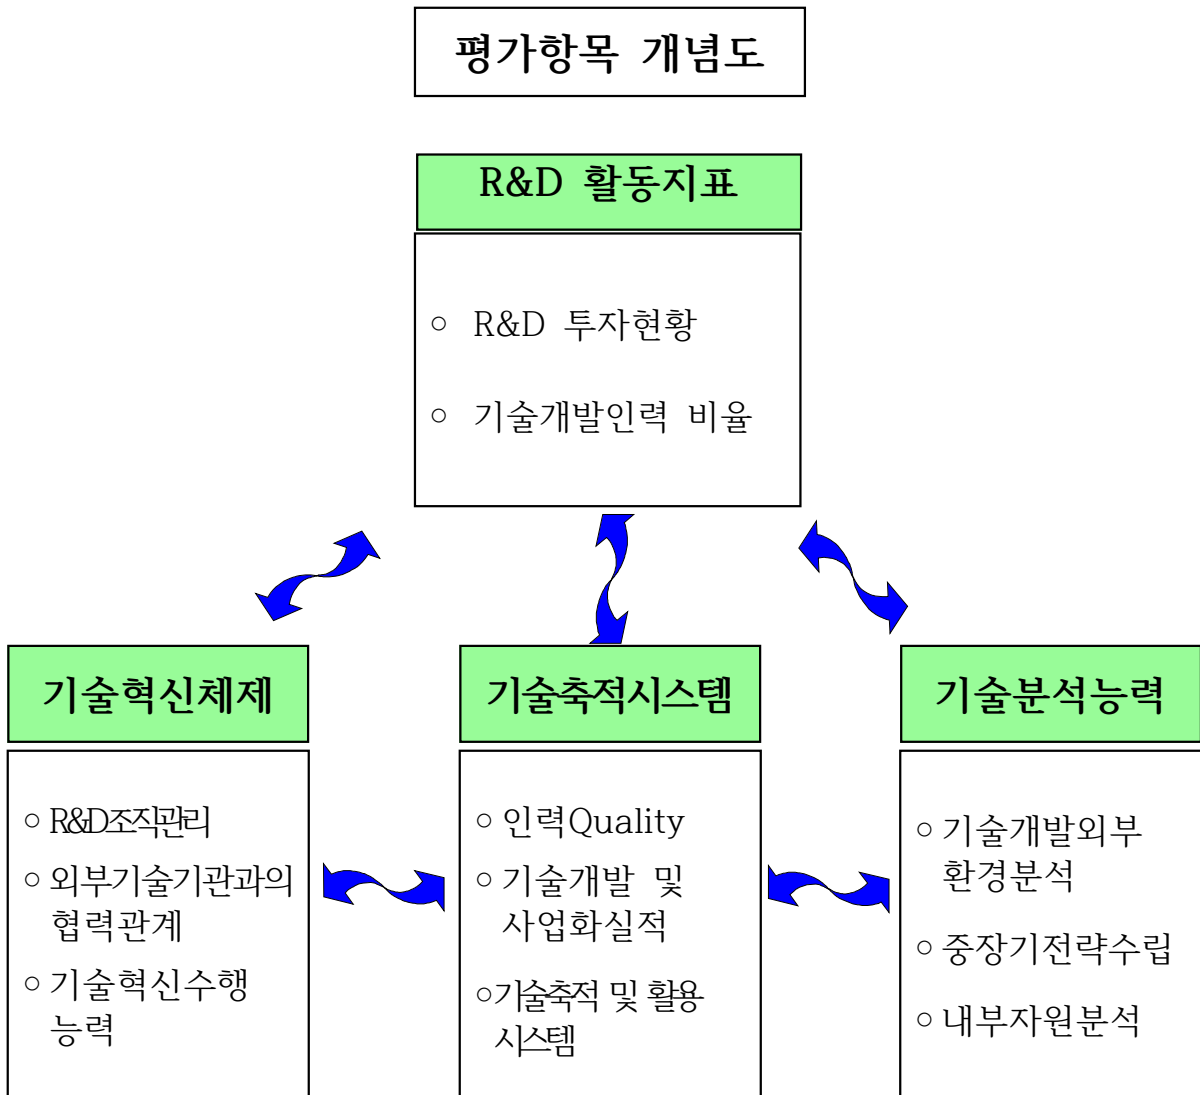 평가항목 개념도
R&D 활동지표
○ R&D 투자현황
○ 기술개발인력 비율
기술혁신체제
○ R&D조직관리
○ 외부기술기관과의
협력관계
○ 기술혁신수행
능력
기술축적시스템
○ 인력Quality
○ 기술개발 및
사업화실적
○기술축적 및 활용
시스템
기술분석능력
○ 기술개발외부
환경분석
○ 중장기전략수립
○ 내부자원분석